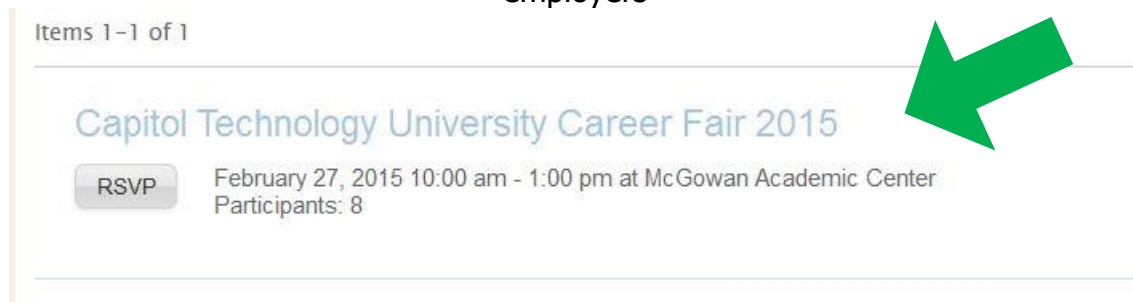 employers
Items 1-1 of 1
Capitol Technology University Career Fair 2015
RSVP
February 27, 2015 10:00 am - 1:00 pm at McGowan Academic Center
Participants: 8